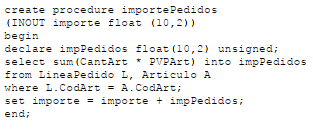 create procedure importePedidos
(INOUT importe float (10,2))
begin
declare impPedidos float(10,2) unsigned;
select sum(CantArt * PVPArt) into impPedidos
from LineaPedido L, Articulo A
where L.CodArt = A.CodArt;
set importe = importe + impPedidos;
end;